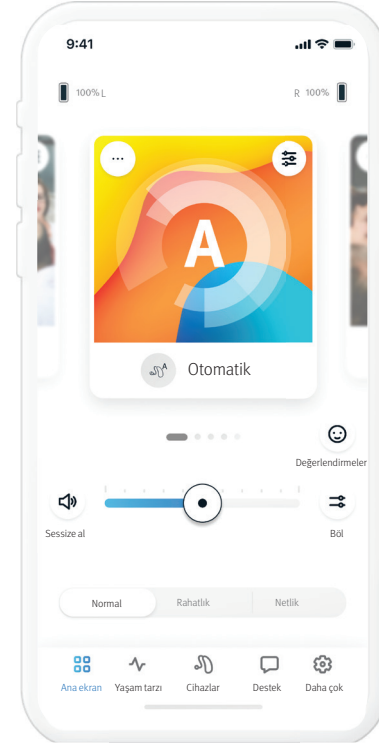 9:41
100% L
R 100%
A
A
Otomatik
Değerlendirmeler
Sessize al
Böl
Normal
Rahatlık
Netlik
Ana ekran
Yaşam tarzı
Cihazlar
Destek
Daha çok